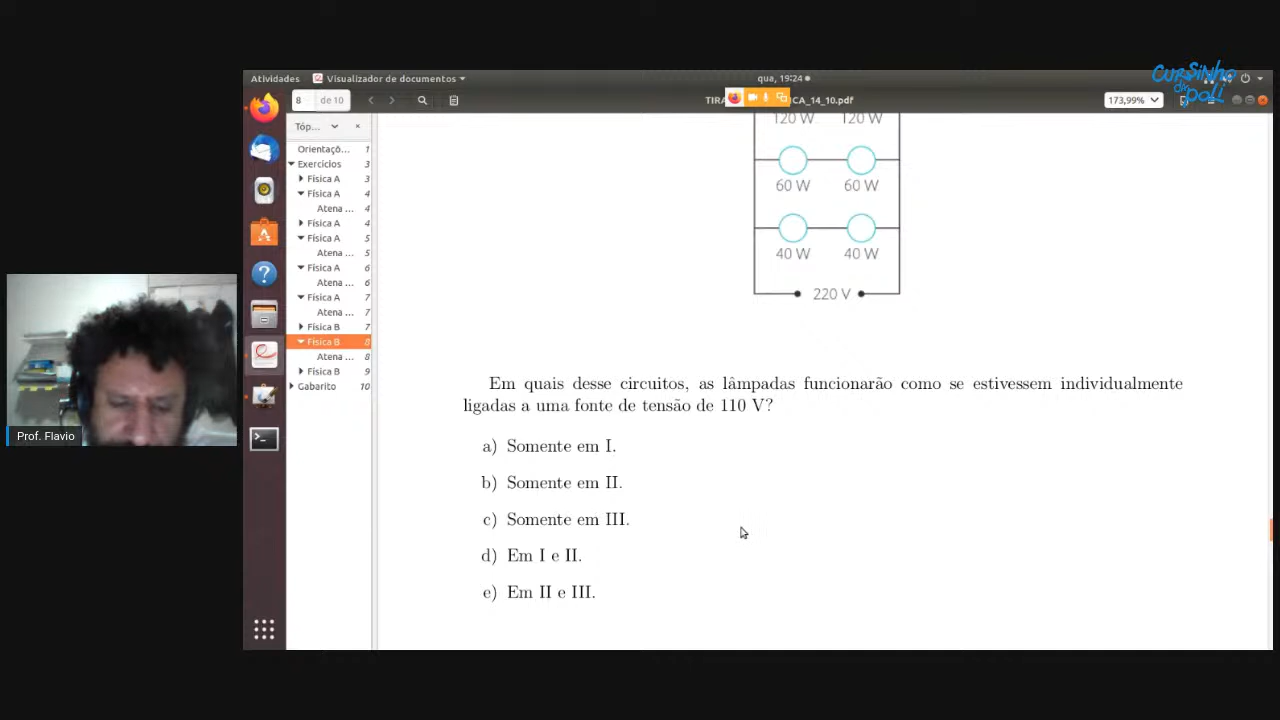 cursinho da poli
Atividades Visualizador de documentos qua, 19:24
8 de 10 TIRA ICA_14_10.pdf 173,99%
Tóp...
Orientaçõ... 1
Exercícios 3
Física A 3
Física A 4
Atena ... 4
Física A 4
Física A 5
Atena ... 5
Física A 6
Atena ... 6
Física A 7
Atena ... 7
Física B 7
Física B 8
Atena ... 8
Física B 9
Gabarito 10
120 W 120 W
60 W 60 W
40 W 40 W
220 V
Em quais desse circuitos, as lâmpadas funcionarão como se estivessem individualmente
ligadas a uma fonte de tensão de 110 V?
a) Somente em I.
b) Somente em II.
c) Somente em III.
d) Em I e II.
e) Em II e III.
Prof. Flavio